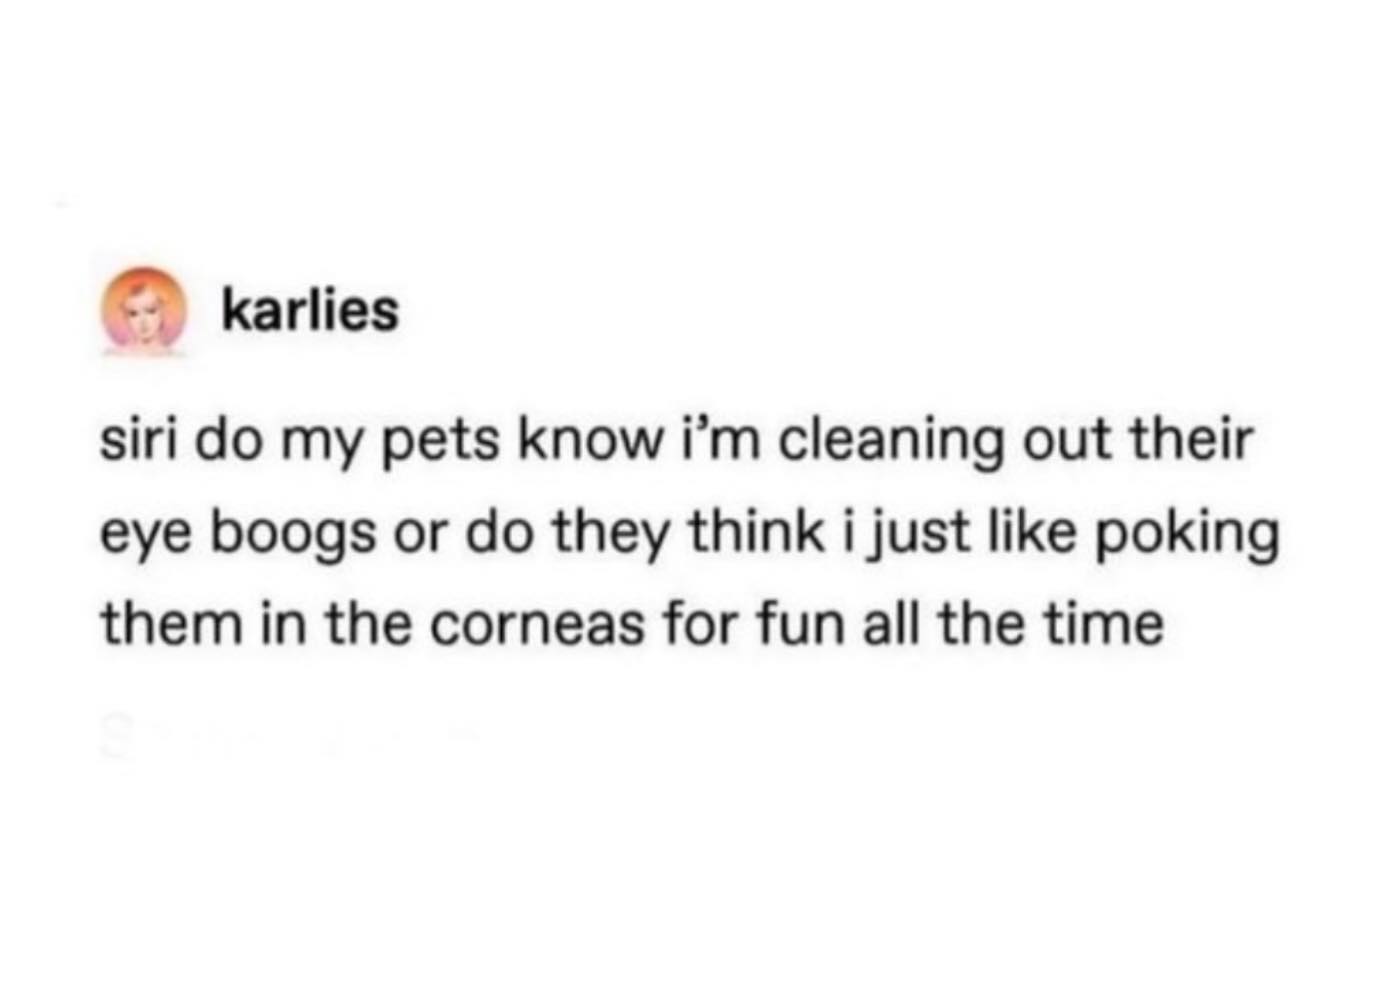 karlies
siri do my pets know i’m cleaning out their
eye boogs or do they think i just like poking
them in the corneas for fun all the time